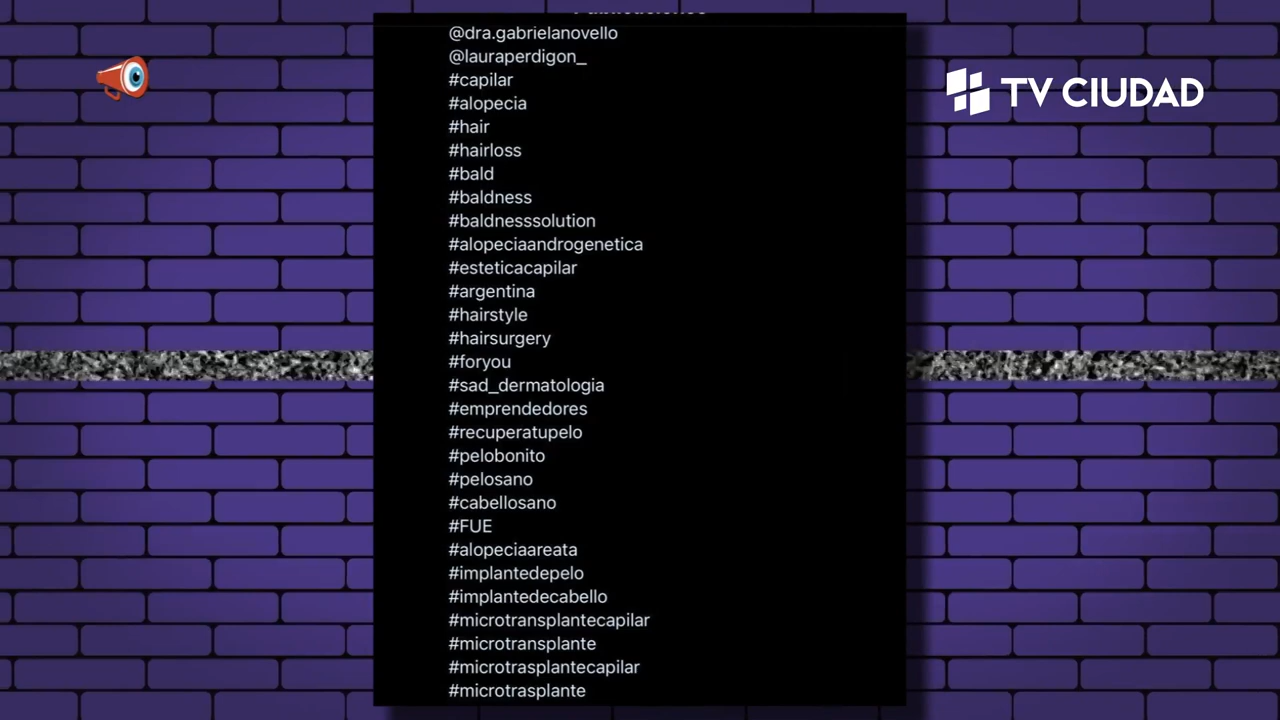 @dra.gabrielanovello
@lauraperdigon_
#capilar
#alopecia
#hair
#hairloss
#bald
#baldness
#baldnesssolution
#alopeciaandrogenetica
#esteticacapilar
#argentina
#hairstyle
#hairsurgery
#foryou
#sad_dermatologia
#emprendedores
#recuperatupelo
#pelobonito
#pelosano
#cabellosano
#FUE
#alopeciaareata
#implantedepelo
#implantedecabello
#microtransplantecapilar
#microtransplante
#microtrasplantecapilar
#microtrasplante
TV CIUDAD